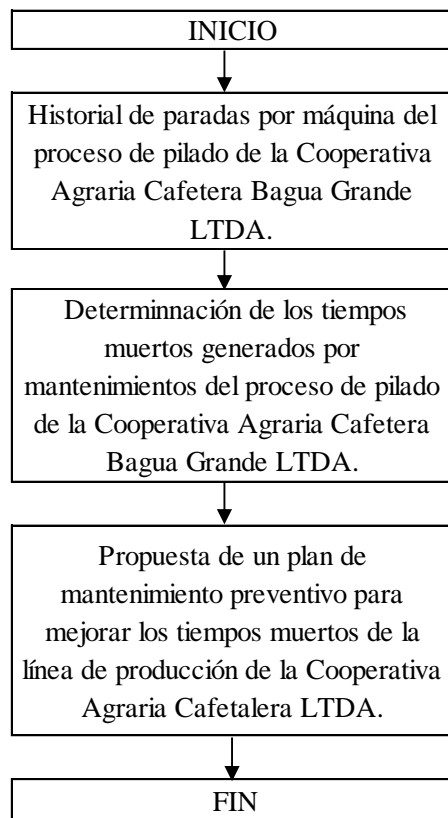 INICIO
Historial de paradas por máquina del
proceso de pilado de la Cooperativa
Agraria Cafetera Bagua Grande
LTDA.
Determinnación de los tiempos
muertos generados por
mantenimientos del proceso de pilado
de la Cooperativa Agraria Cafetera
Bagua Grande LTDA.
Propuesta de un plan de
mantenimiento preventivo para
mejorar los tiempos muertos de la
línea de producción de la Cooperativa
Agraria Cafetalera LTDA.
FIN